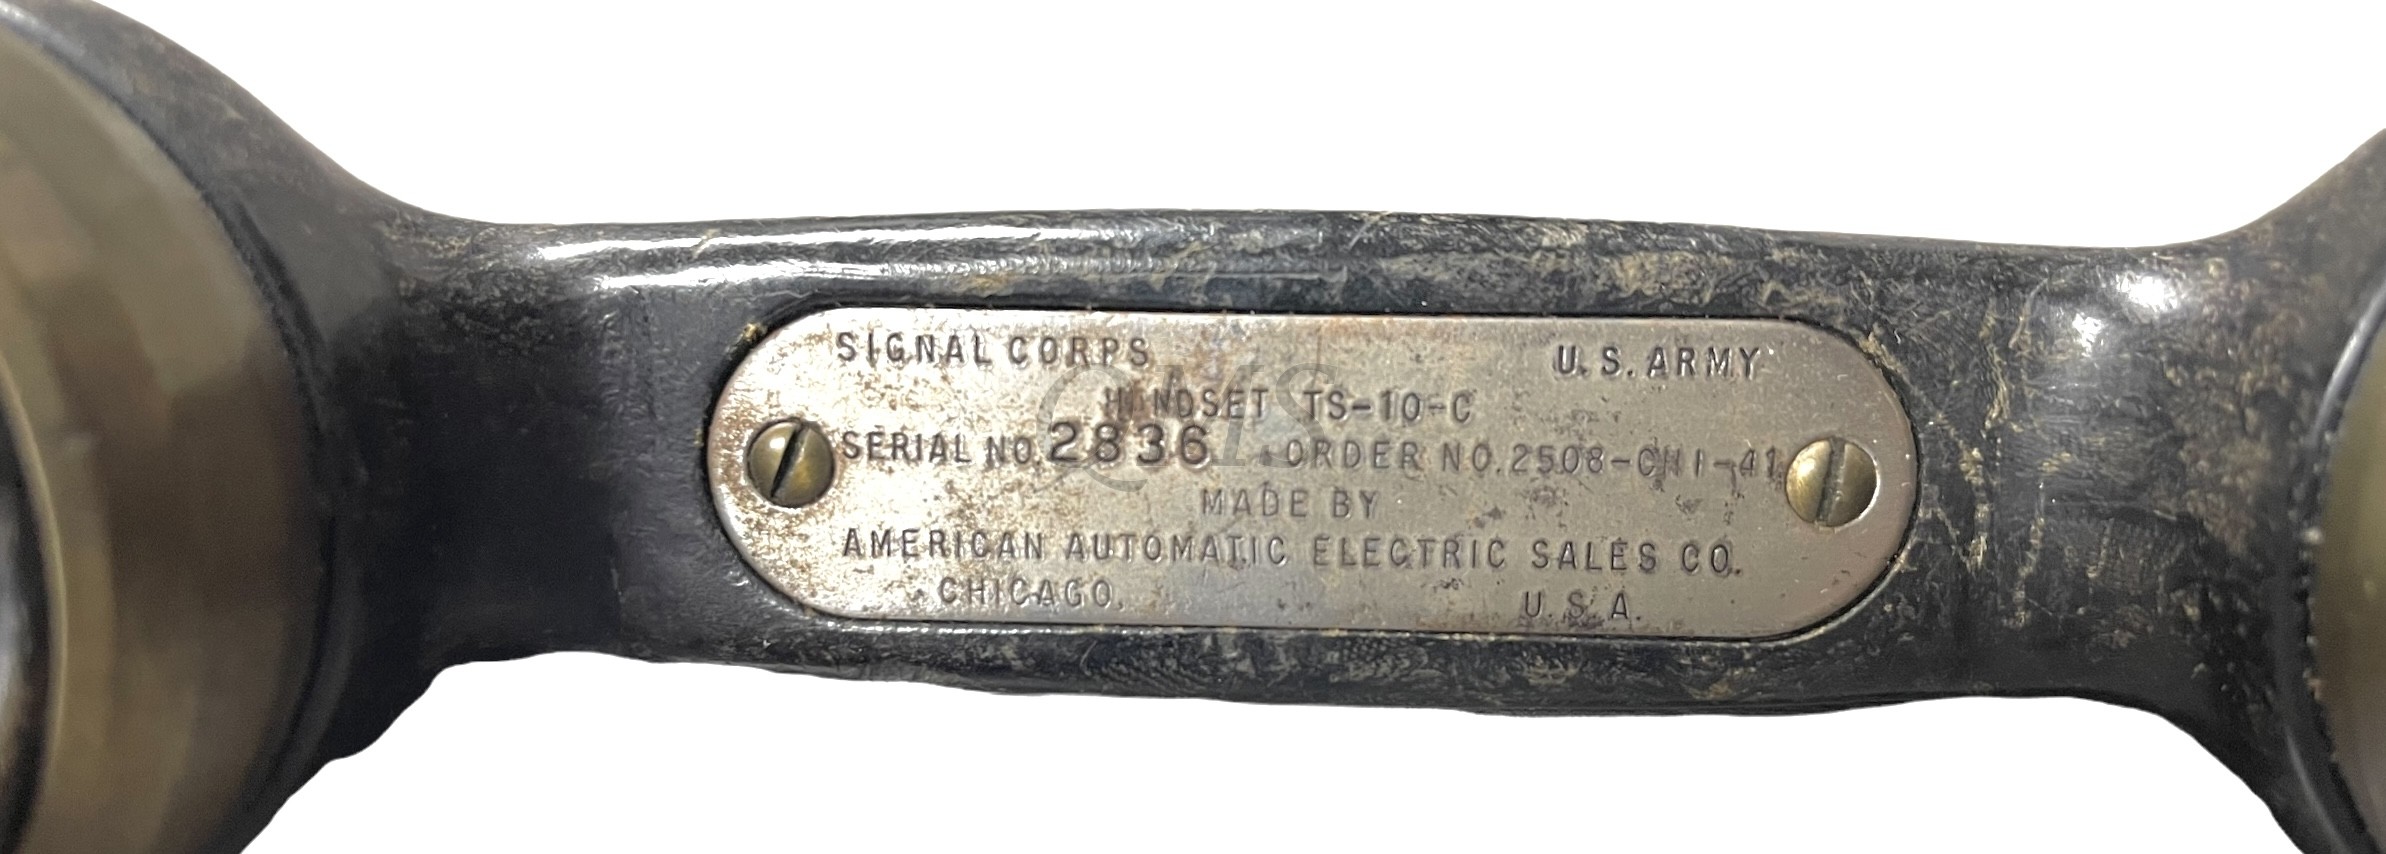 SIGNAL CORPS U.S. ARMY
HANDSET TS-10-C
SERIAL NO. 2836 ORDER NO. 2508-CHI-41
MADE BY
AMERICAN AUTOMATIC ELECTRIC SALES CO.
CHICAGO, U.S.A.
QMS